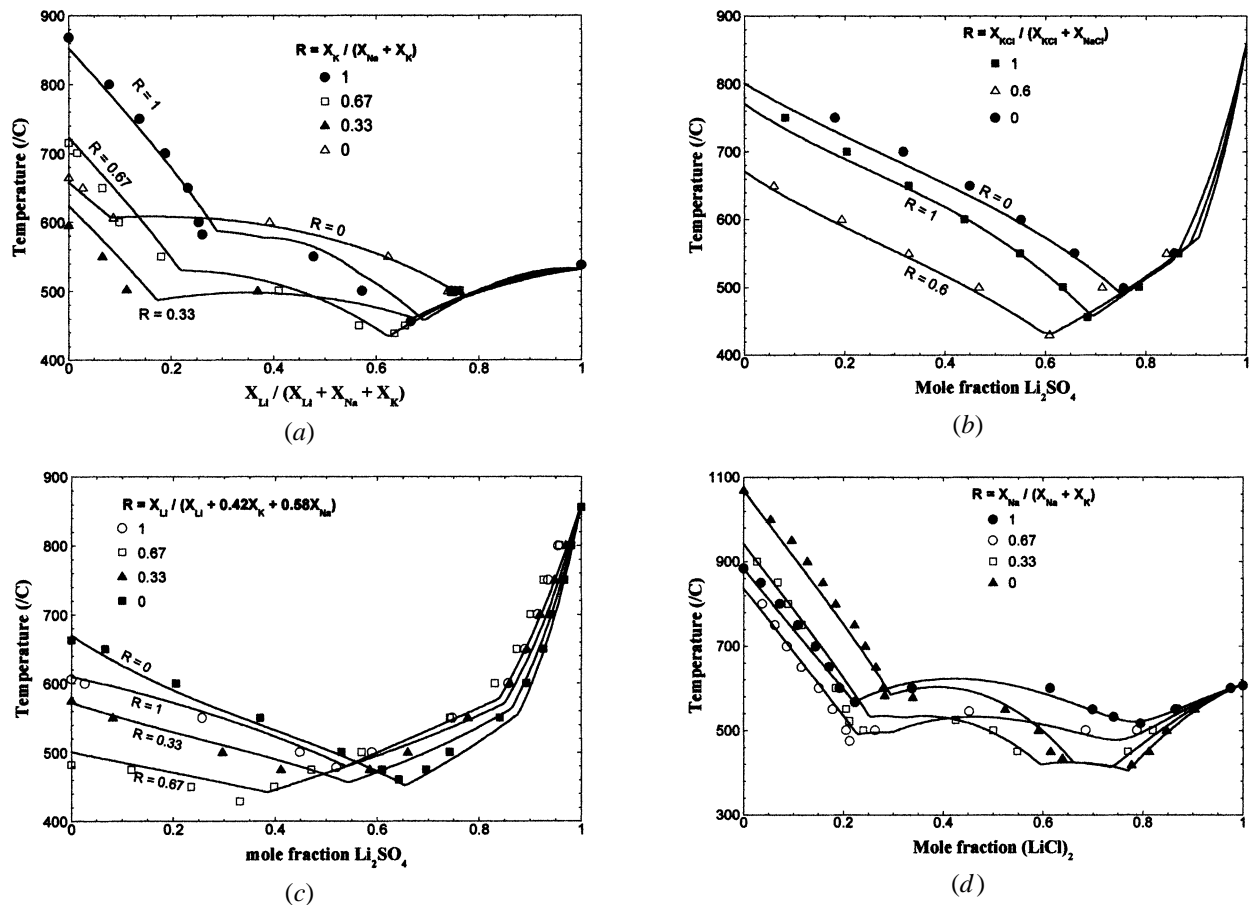 900
800
700
600
500
400
0
0.2
0.4
0.6
0.8
1
Temperature (/C)
R = X_K / (X_Na + X_K)
1
0.67
0.33
0
R = 1
R = 0.67
R = 0
R = 0.33
X_Li / (X_Li + X_Na + X_K)
(a)
900
800
700
600
500
400
0
0.2
0.4
0.6
0.8
1
Temperature (/C)
R = X_KCl / (X_KCl + X_NaCl)
1
0.6
0
R = 0
R = 1
R = 0.6
Mole fraction Li₂SO₄
(b)
900
800
700
600
500
400
0
0.2
0.4
0.6
0.8
1
Temperature (/C)
R = X_Li / (X_Li + 0.42X_K + 0.58X_Na)
1
0.67
0.33
0
R = 0
R = 1
R = 0.33
R = 0.67
mole fraction Li₂SO₄
(c)
1100
900
700
500
300
0
0.2
0.4
0.6
0.8
1
Temperature (/C)
R = X_Na / (X_Na + X_K)
1
0.67
0.33
0
Mole fraction (LiCl)₂
(d)